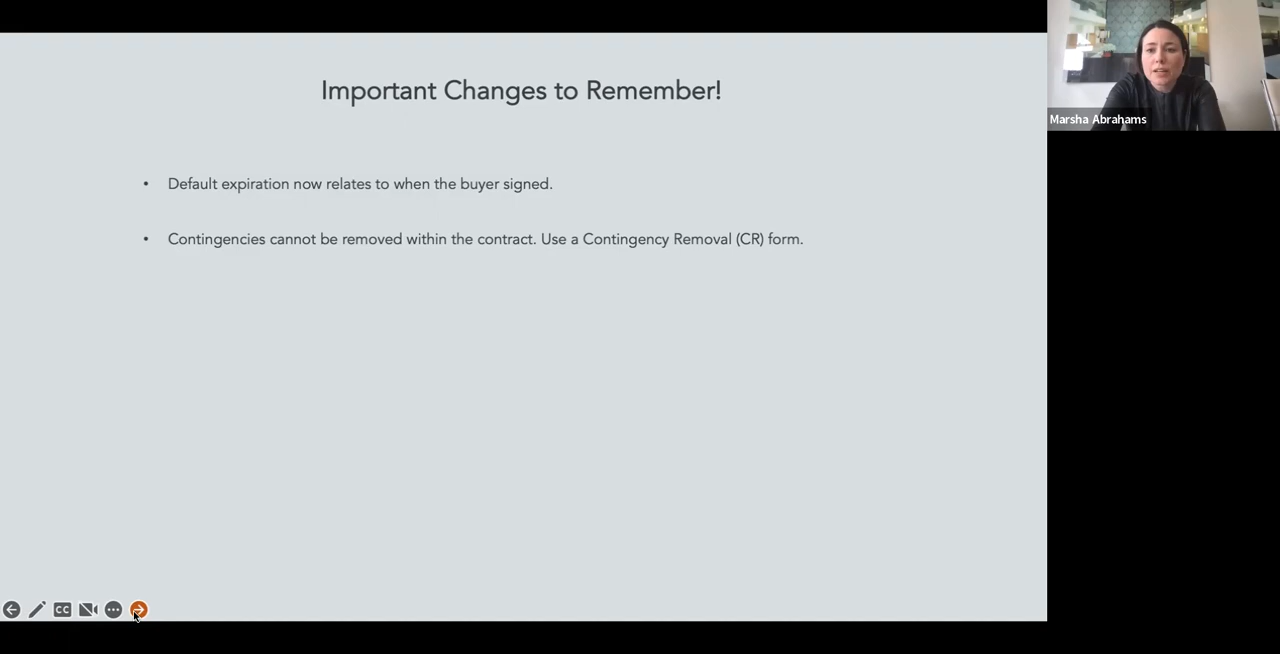 Important Changes to Remember!
• Default expiration now relates to when the buyer signed.
• Contingencies cannot be removed within the contract. Use a Contingency Removal (CR) form.
Marsha Abrahams
CC